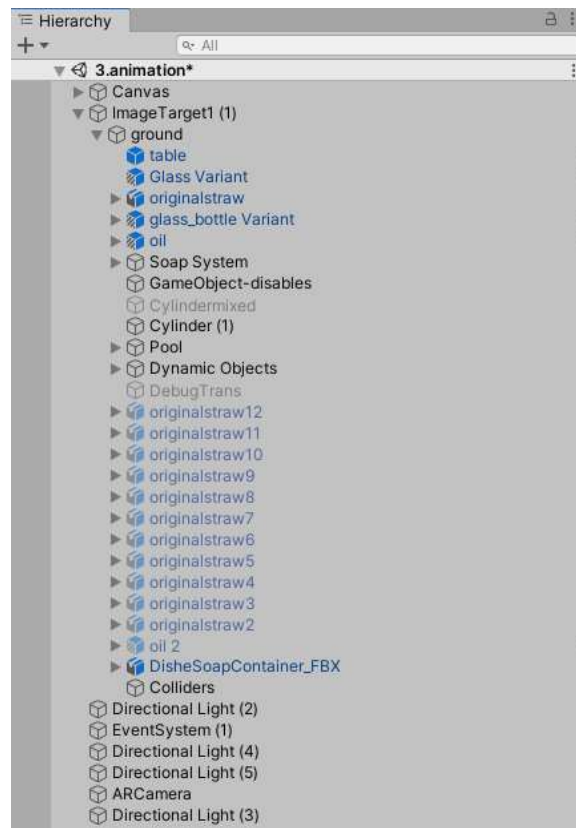 Hierarchy
All
3.animation*
Canvas
ImageTarget1 (1)
ground
table
Glass Variant
originalstraw
glass_bottle Variant
oil
Soap System
GameObject-disables
Cylindermixed
Cylinder (1)
Pool
Dynamic Objects
DebugTrans
originalstraw12
originalstraw11
originalstraw10
originalstraw9
originalstraw8
originalstraw7
originalstraw6
originalstraw5
originalstraw4
originalstraw3
originalstraw2
oil 2
DisheSoapContainer_FBX
Colliders
Directional Light (2)
EventSystem (1)
Directional Light (4)
Directional Light (5)
ARCamera
Directional Light (3)